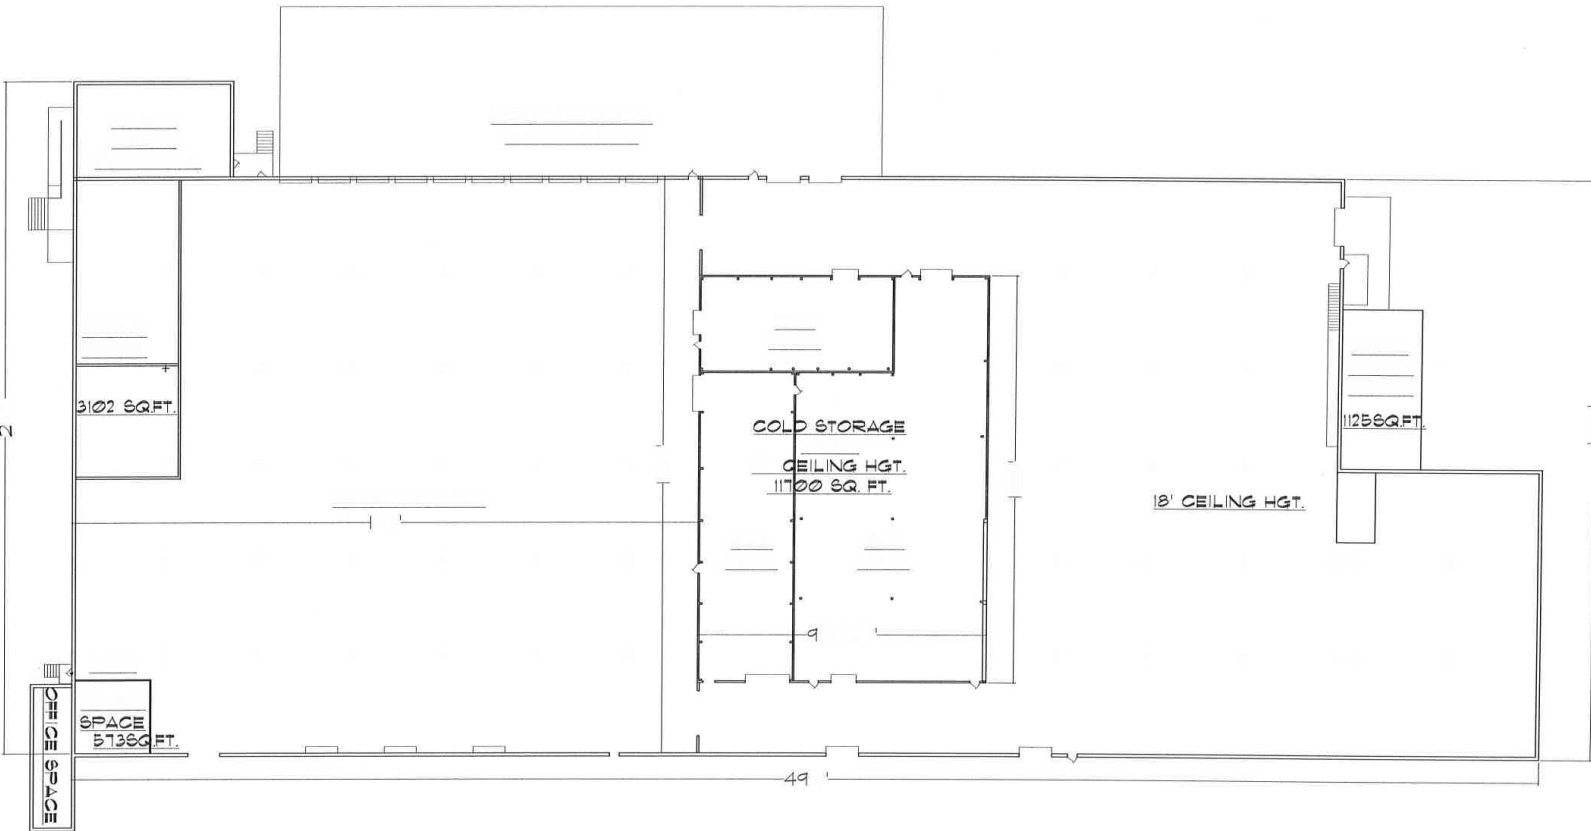 3102 SQ.FT.
2
COLD STORAGE
CEILING HGT.
11700 SQ. FT.
1125SQ.FT.
18' CEILING HGT.
9 '
SPACE
573SQ.FT.
OFFICE SPACE
49 '